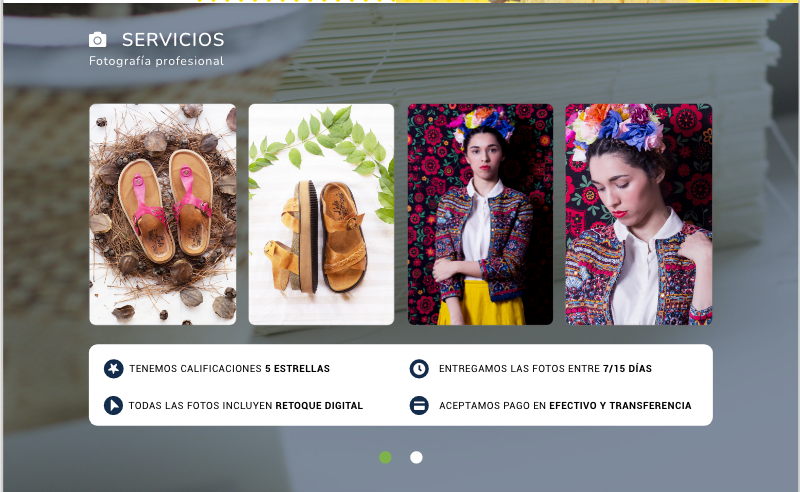 SERVICIOS
Fotografía profesional
TENEMOS CALIFICACIONES 5 ESTRELLAS
ENTREGAMOS LAS FOTOS ENTRE 7/15 DÍAS
TODAS LAS FOTOS INCLUYEN RETOQUE DIGITAL
ACEPTAMOS PAGO EN EFECTIVO Y TRANSFERENCIA